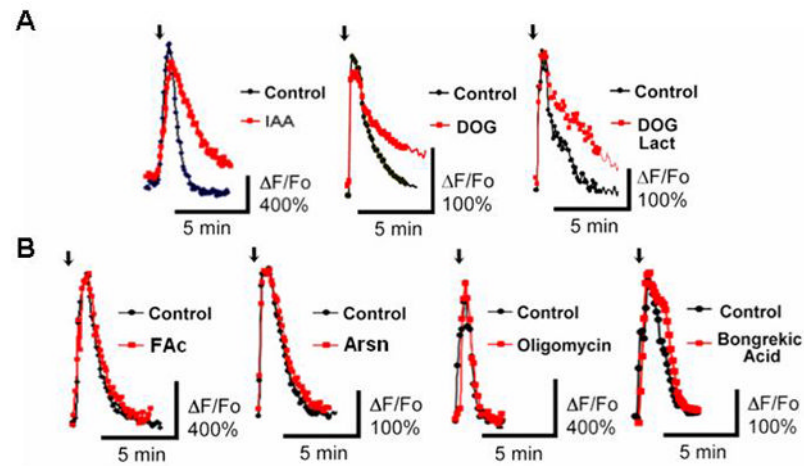 A
Control
IAA
ΔF/Fo
400%
5 min
Control
DOG
ΔF/Fo
100%
5 min
Control
DOG
Lact
ΔF/Fo
100%
5 min
B
Control
FAc
ΔF/Fo
400%
5 min
Control
Arsn
ΔF/Fo
100%
5 min
Control
Oligomycin
ΔF/Fo
400%
5 min
Control
Bongrekic
Acid
ΔF/Fo
100%
5 min